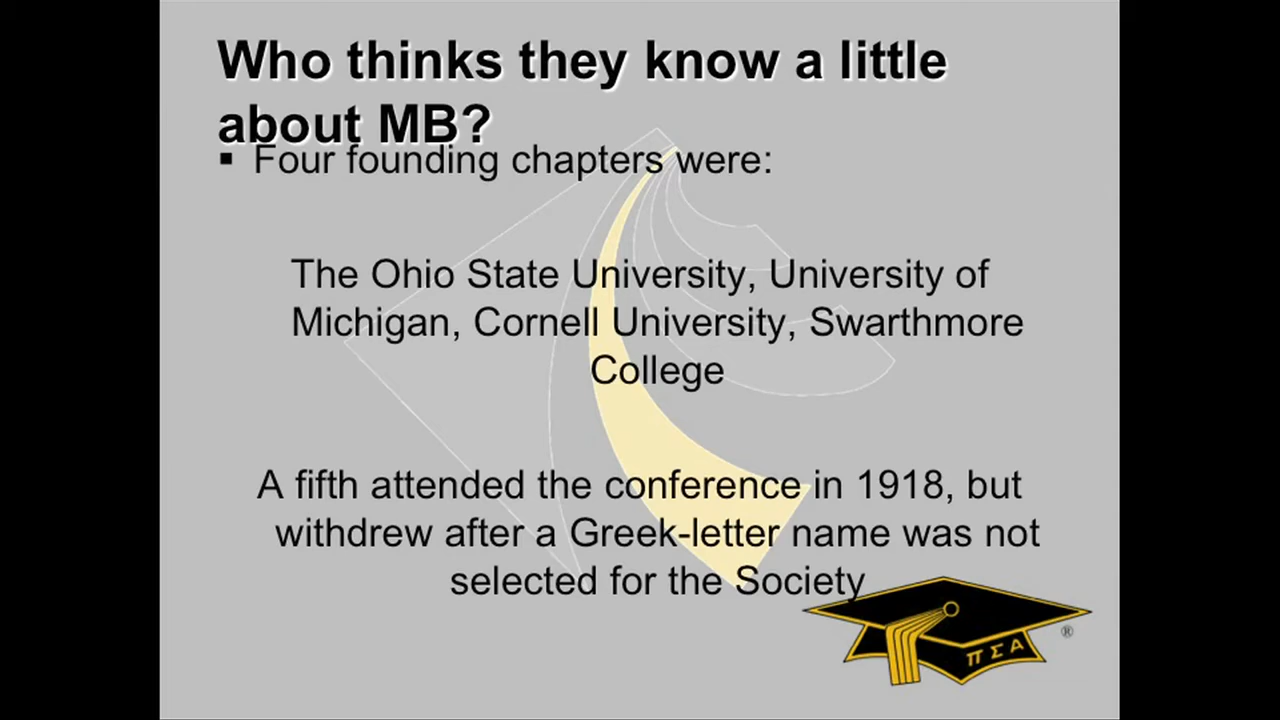 Who thinks they know a little
about MB?
▪ Four founding chapters were:
The Ohio State University, University of
Michigan, Cornell University, Swarthmore
College
A fifth attended the conference in 1918, but
withdrew after a Greek-letter name was not
selected for the Society
®
ΠΣΑ